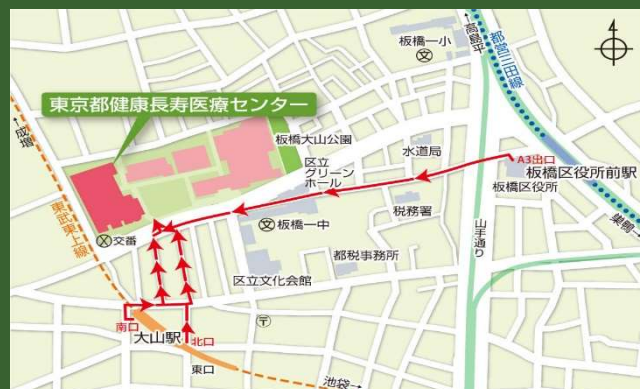 4
←高島平
都営三田線
板橋一小
文
東京都健康長寿医療センター
←成増
東武東上線
板橋大山公園
区立
グリーン
ホール
水道局
A3出口
板橋区役所前駅
板橋区役所
巣鴨→
山手通り
税務署
文
板橋一中
X
交番
都税事務所
区立文化会館
〒
南口
大山駅
北口
東口
池袋→